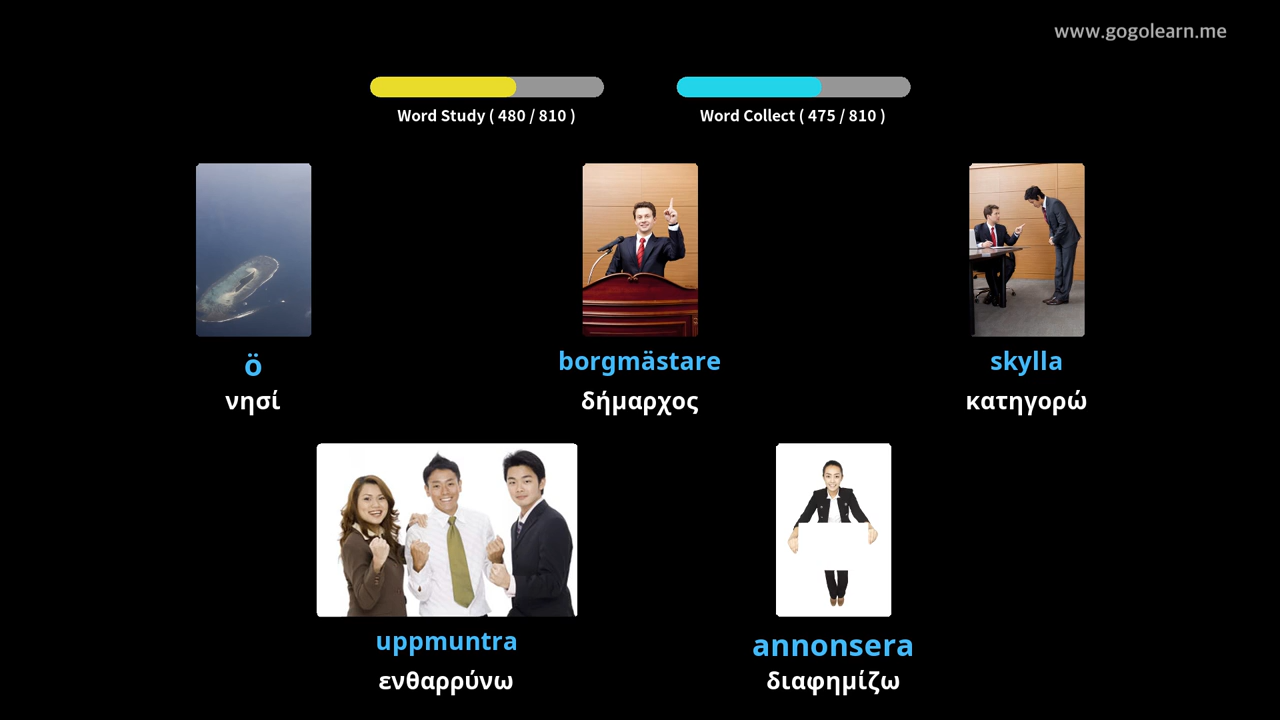 www.gogolearn.me
Word Study ( 480 / 810 )
Word Collect ( 475 / 810 )
ö
νησί
borgmästare
δήμαρχος
skylla
κατηγορώ
uppmuntra
ενθαρρύνω
annonsera
διαφημίζω